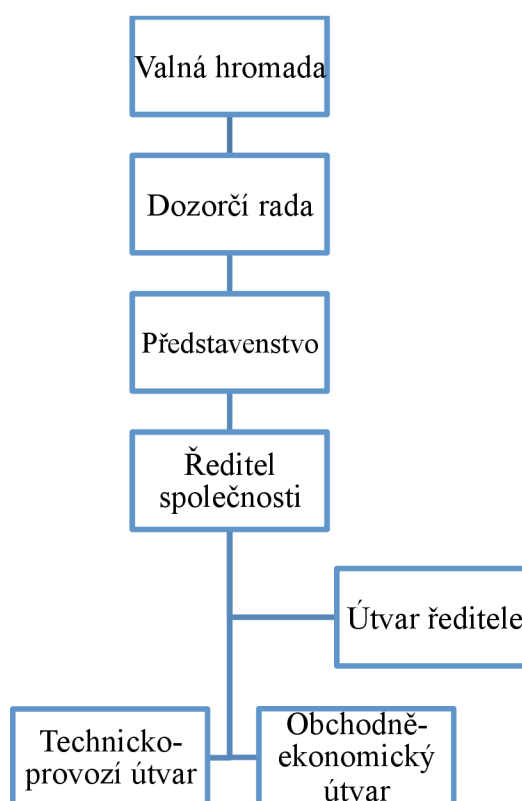 Valná hromada
Dozorčí rada
Představenstvo
Ředitel
společnosti
Útvar ředitele
Technicko-
provozí útvar
Obchodně-
ekonomický
útvar